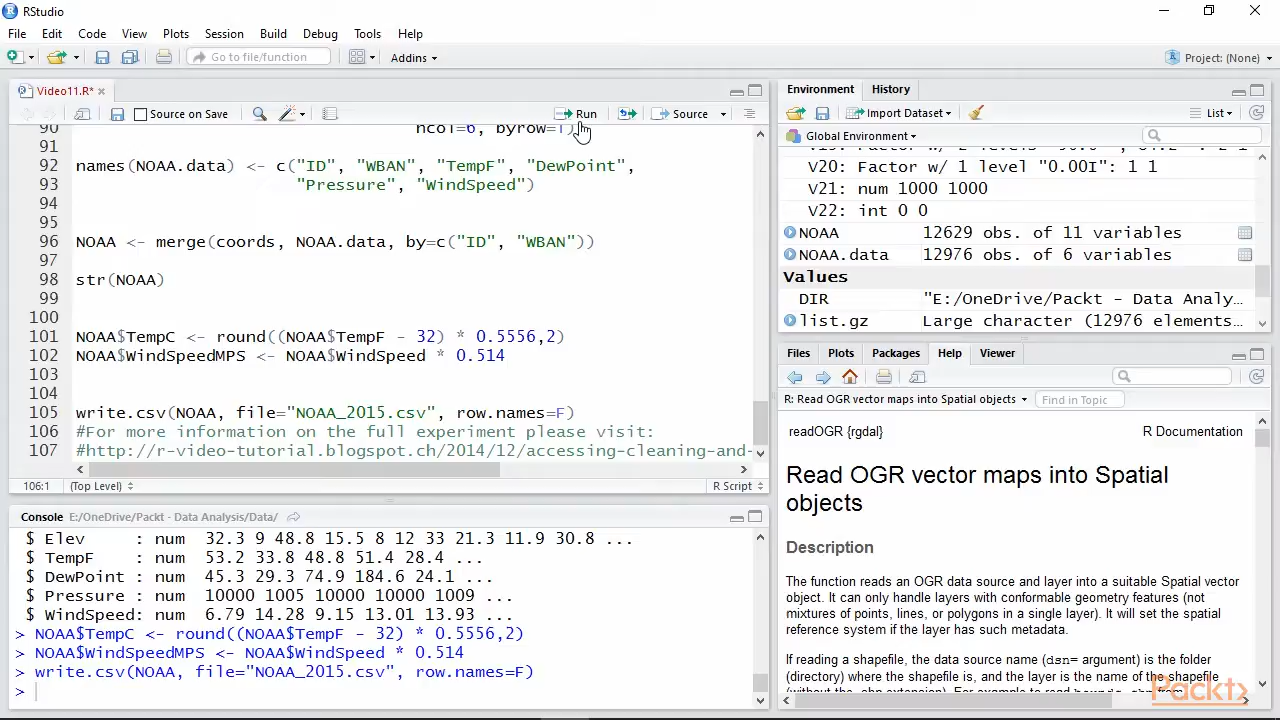 RStudio
File Edit Code View Plots Session Build Debug Tools Help
Go to file/function Addins Project: (None)
Video11.R*
Source on Save Run Source
90 ncol=6, byrow=T)
91
92 names(NOAA.data) <- c("ID", "WBAN", "TempF", "DewPoint",
93 "Pressure", "WindSpeed")
94
95
96 NOAA <- merge(coords, NOAA.data, by=c("ID", "WBAN"))
97
98 str(NOAA)
99
100
101 NOAA$TempC <- round((NOAA$TempF - 32) * 0.5556,2)
102 NOAA$WindSpeedMPS <- NOAA$WindSpeed * 0.514
103
104
105 write.csv(NOAA, file="NOAA_2015.csv", row.names=F)
106 #For more information on the full experiment please visit:
107 #http://r-video-tutorial.blogspot.ch/2014/12/accessing-cleaning-and-
106:1 (Top Level) R Script
Console E:/OneDrive/Packt - Data Analysis/Data/
$ Elev : num 32.3 9 48.8 15.5 8 12 33 21.3 11.9 30.8 ...
$ TempF : num 53.2 33.8 48.8 51.4 28.4 ...
$ DewPoint : num 45.3 29.3 74.9 184.6 24.1 ...
$ Pressure : num 10000 1005 10000 10000 1009 ...
$ WindSpeed: num 6.79 14.28 9.15 13.01 13.93 ...
> NOAA$TempC <- round((NOAA$TempF - 32) * 0.5556,2)
> NOAA$WindSpeedMPS <- NOAA$WindSpeed * 0.514
> write.csv(NOAA, file="NOAA_2015.csv", row.names=F)
>
Environment History
Import Dataset List
Global Environment
V20: Factor w/ 1 level "0.00I": 1 1
V21: num 1000 1000
V22: int 0 0
NOAA 12629 obs. of 11 variables
NOAA.data 12976 obs. of 6 variables
Values
DIR "E:/OneDrive/Packt - Data Analy...
list.gz Large character (12976 elements...
Files Plots Packages Help Viewer
R: Read OGR vector maps into Spatial objects Find in Topic
readOGR {rgdal} R Documentation
Read OGR vector maps into Spatial
objects
Description
The function reads an OGR data source and layer into a suitable Spatial vector
object. It can only handle layers with conformable geometry features (not
mixtures of points, lines, or polygons in a single layer). It will set the spatial
reference system if the layer has such metadata.
If reading a shapefile, the data source name (dsn= argument) is the folder
(directory) where the shapefile is, and the layer is the name of the shapefile
Packt